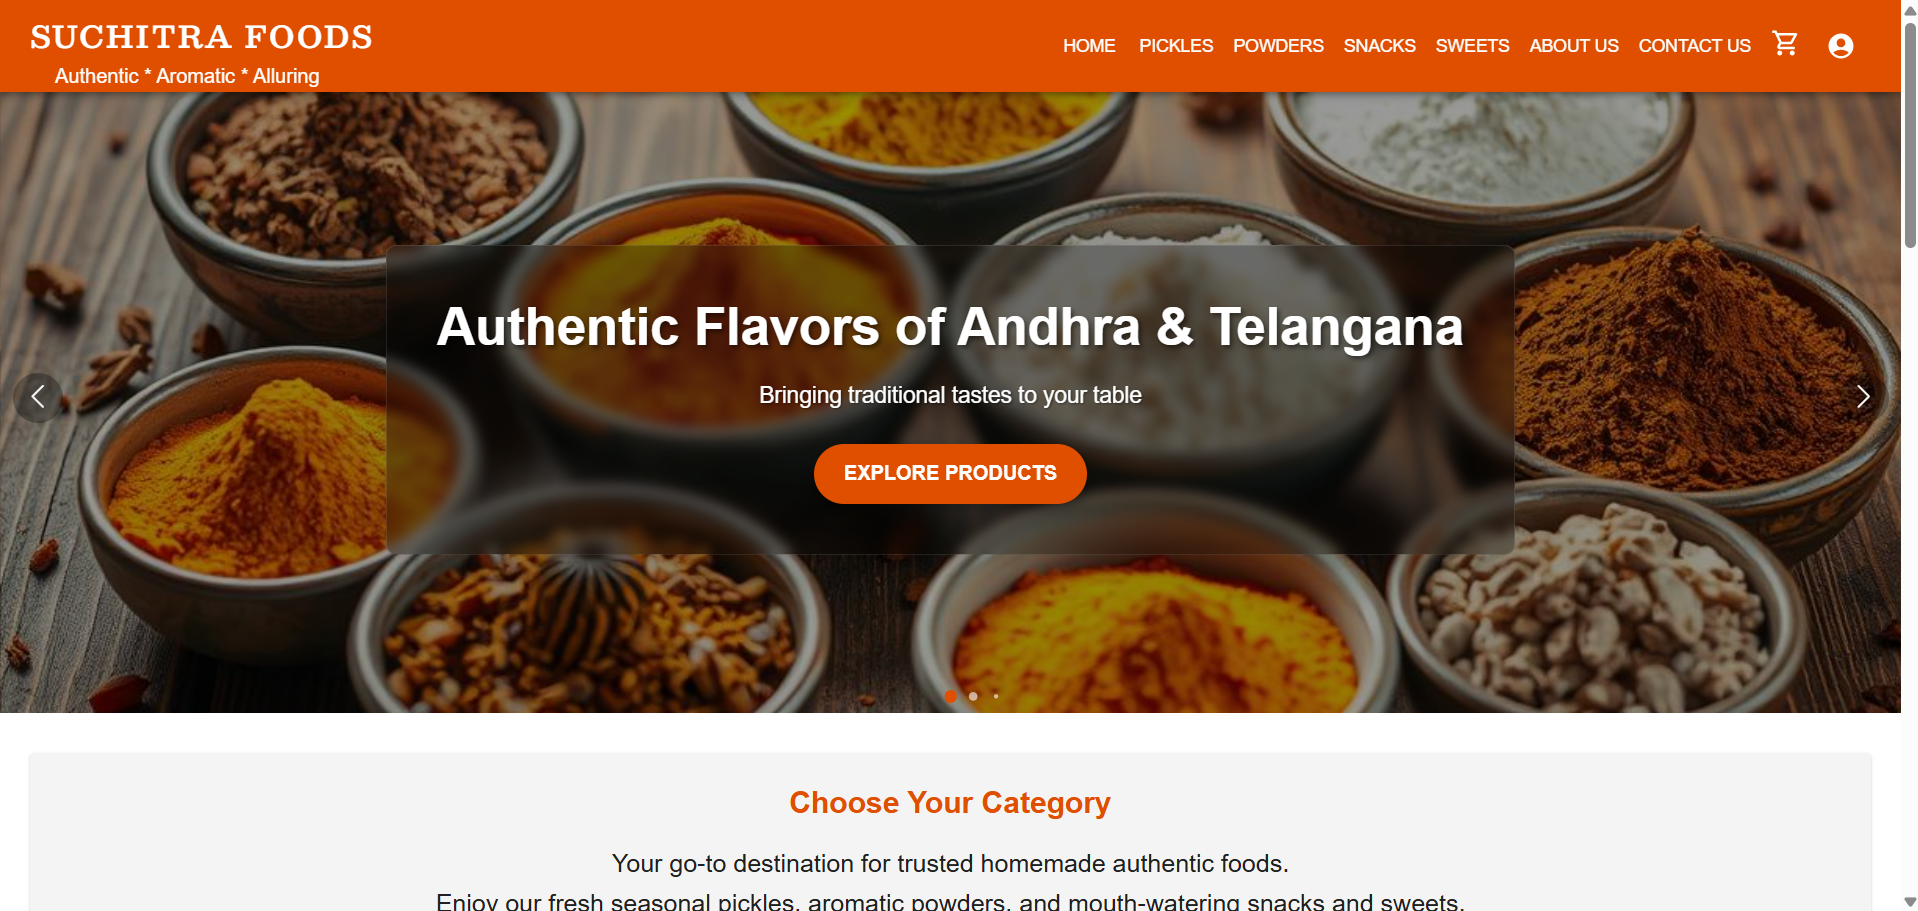 SUCHITRA FOODS
Authentic * Aromatic * Alluring
HOME PICKLES POWDERS SNACKS SWEETS ABOUT US CONTACT US
Authentic Flavors of Andhra & Telangana
Bringing traditional tastes to your table
EXPLORE PRODUCTS
Choose Your Category
Your go-to destination for trusted homemade authentic foods.
Enjoy our fresh seasonal pickles, aromatic powders, and mouth-watering snacks and sweets.